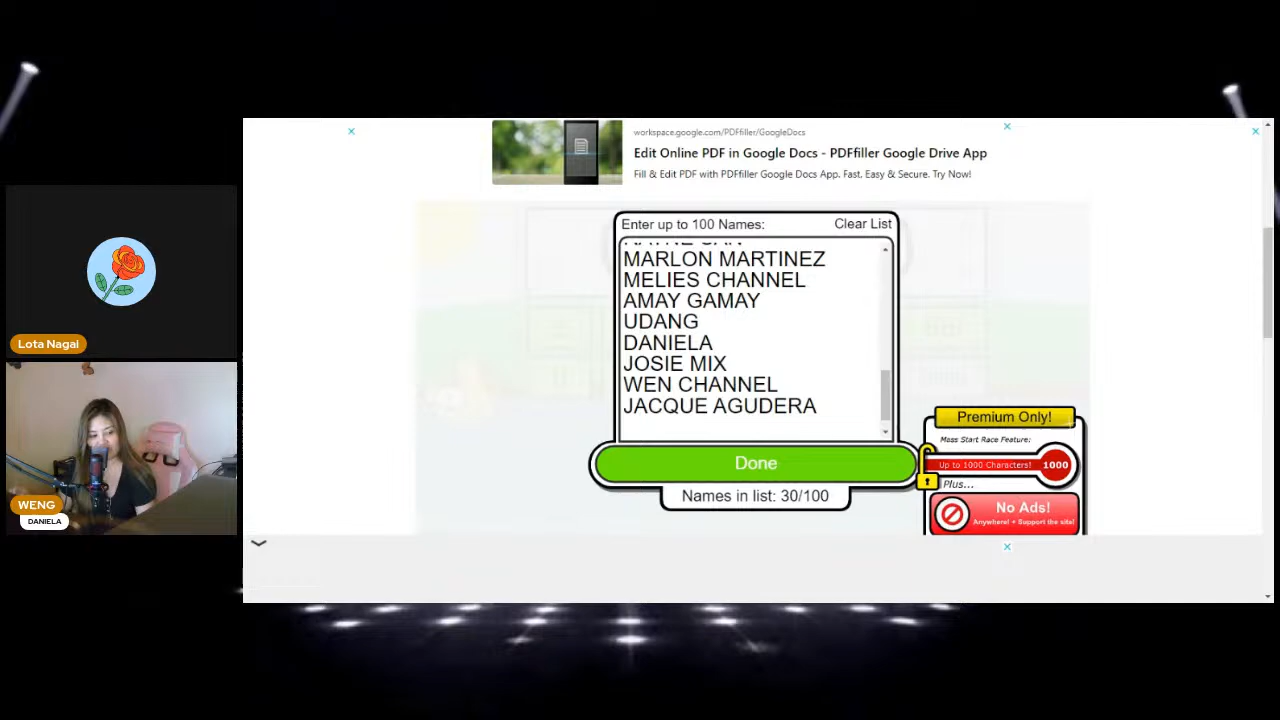 workspace.google.com/PDFfiller/GoogleDocs
Edit Online PDF in Google Docs - PDFfiller Google Drive App
Fill & Edit PDF with PDFfiller Google Docs App. Fast, Easy & Secure. Try Now!
Enter up to 100 Names:
Clear List
MARLON MARTINEZ
MELIES CHANNEL
AMAY GAMAY
UDANG
DANIELA
JOSIE MIX
WEN CHANNEL
JACQUE AGUDERA
Done
Names in list: 30/100
Premium Only!
Mass Start Race Feature:
Up to 1000 Characters!
1000
Plus...
No Ads!
Anywhere! + Support the site!
Lota Nagai
WENG
DANIELA